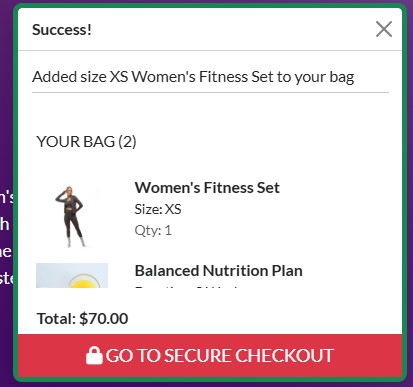 Success!
Added size XS Women's Fitness Set to your bag
YOUR BAG (2)
Women's Fitness Set
Size: XS
Qty: 1
Balanced Nutrition Plan
Total: $70.00
GO TO SECURE CHECKOUT